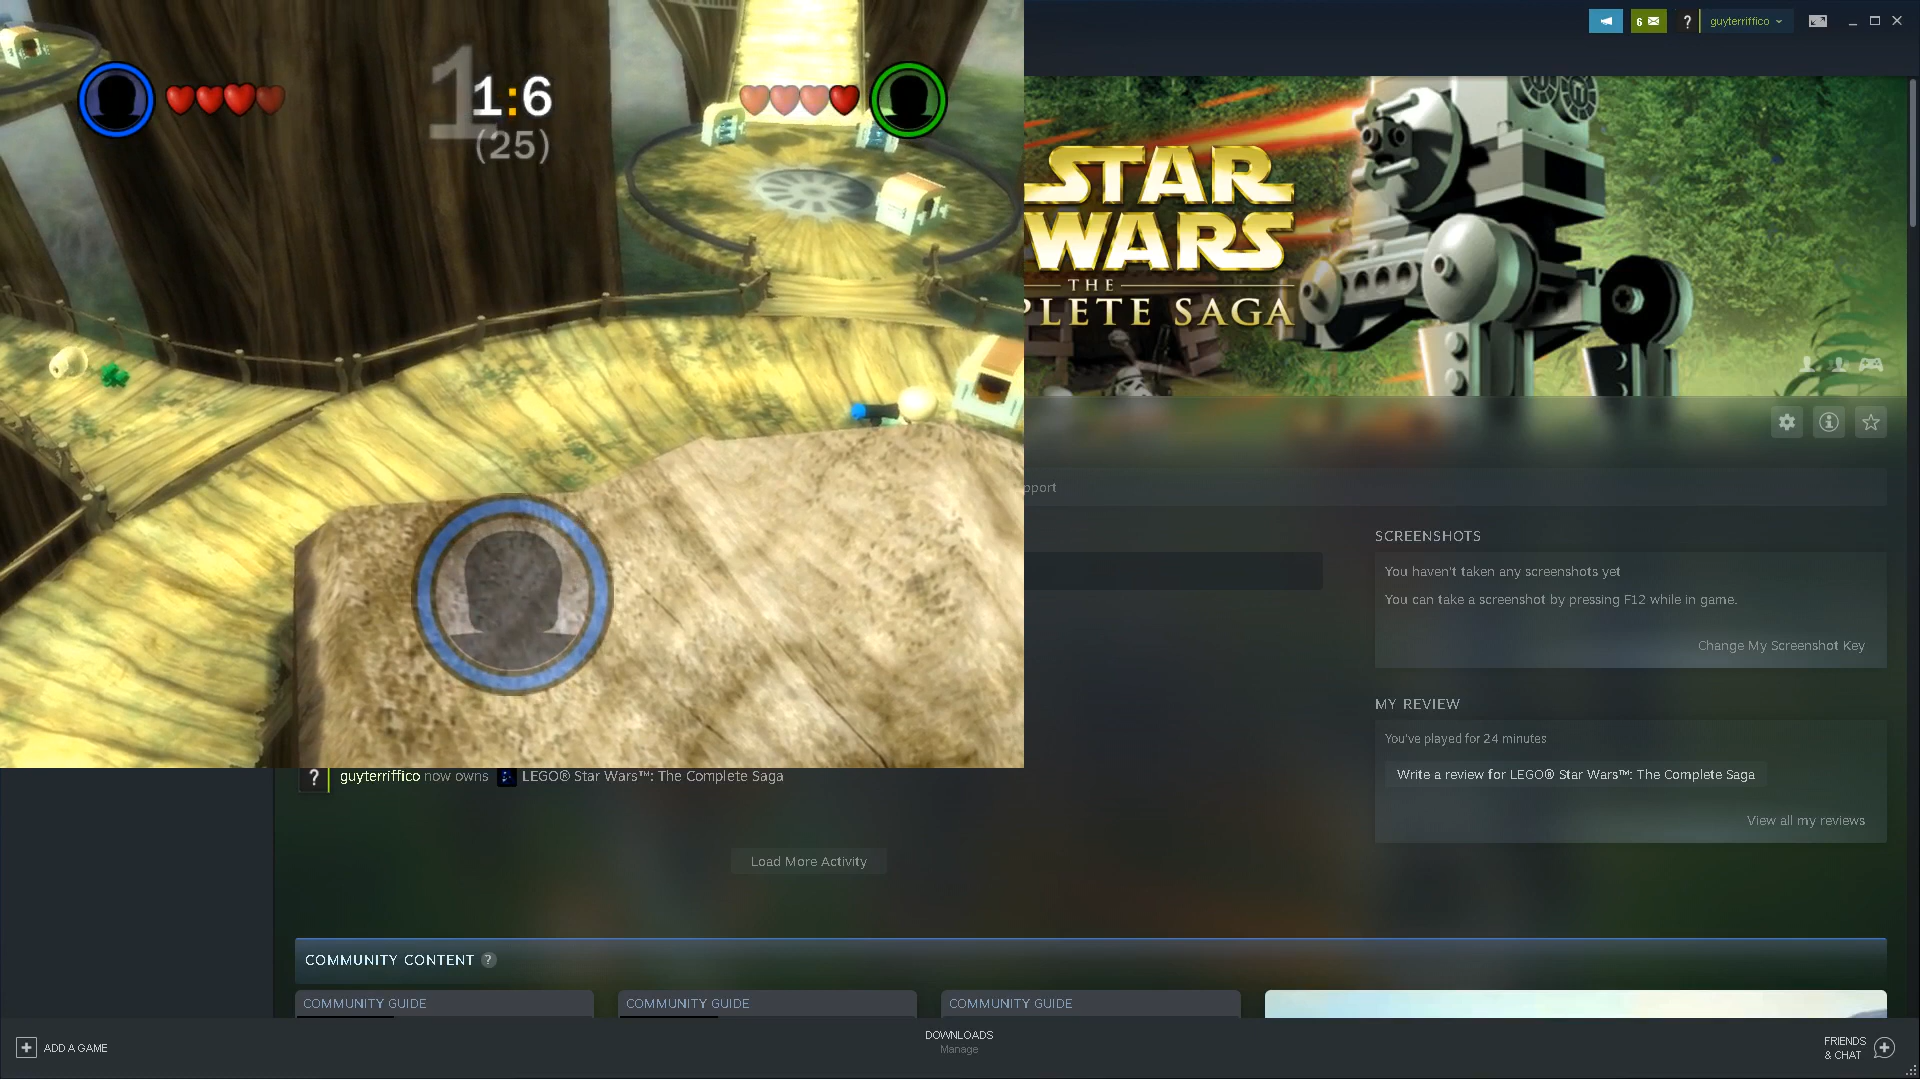 1
1:6
(25)
6
?
guyterriffico
STAR
WARS
THE
PLETE SAGA
pport
SCREENSHOTS
You haven't taken any screenshots yet
You can take a screenshot by pressing F12 while in game.
Change My Screenshot Key
MY REVIEW
You've played for 24 minutes
Write a review for LEGO® Star Wars™: The Complete Saga
View all my reviews
? guyterriffico now owns LEGO® Star Wars™: The Complete Saga
Load More Activity
COMMUNITY CONTENT ?
COMMUNITY GUIDE
COMMUNITY GUIDE
COMMUNITY GUIDE
ADD A GAME
DOWNLOADS
Manage
FRIENDS
& CHAT